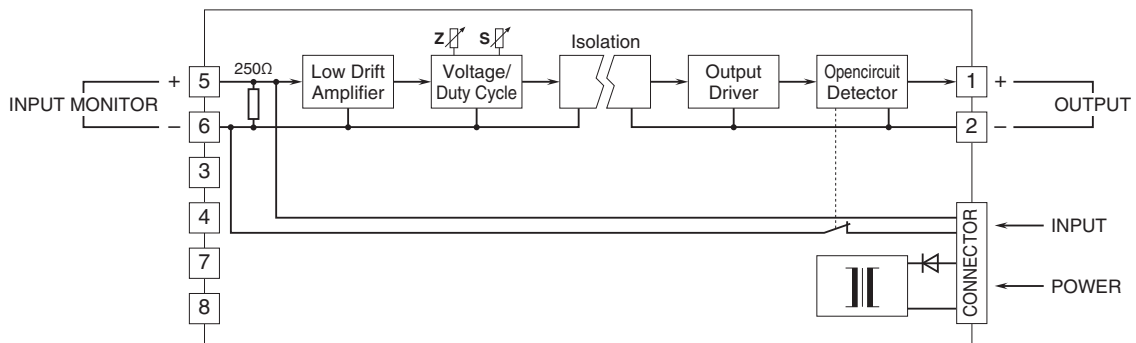 Z
S
Isolation
250Ω
Low Drift
Amplifier
Voltage/
Duty Cycle
Output
Driver
Opencircuit
Detector
+
5
1
+
INPUT MONITOR
OUTPUT
–
6
2
–
3
4
7
8
CONNECTOR
INPUT
POWER